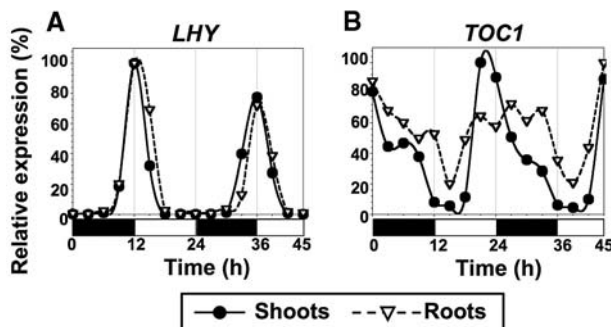 A
LHY
B
TOC1
Relative expression (%)
100
80
60
40
20
0
0 12 24 36 45
Time (h)
100
80
60
40
20
0
0 12 24 36 45
Time (h)
Shoots Roots